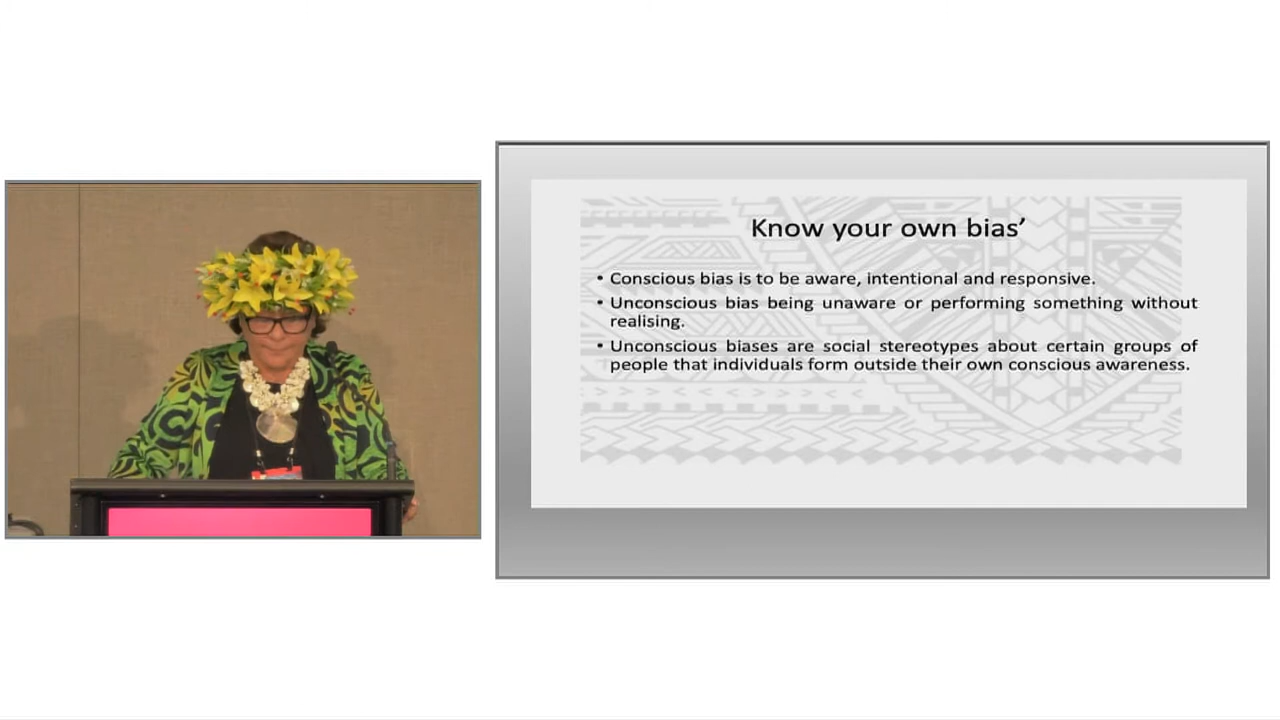 Know your own bias’
• Conscious bias is to be aware, intentional and responsive.
• Unconscious bias being unaware or performing something without
realising.
• Unconscious biases are social stereotypes about certain groups of
people that individuals form outside their own conscious awareness.